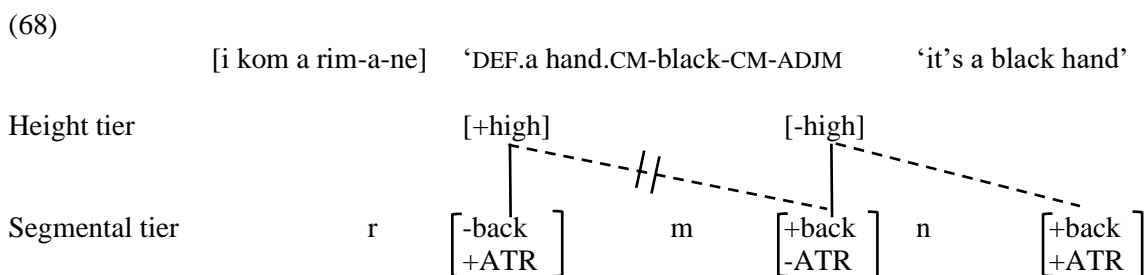 (68)
[i kom a rim-a-ne] ‘DEF.a hand.CM-black-CM-ADJM ‘it's a black hand’
Height tier [+high] [-high]
Segmental tier r -back m +back n +back
+ATR -ATR +ATR